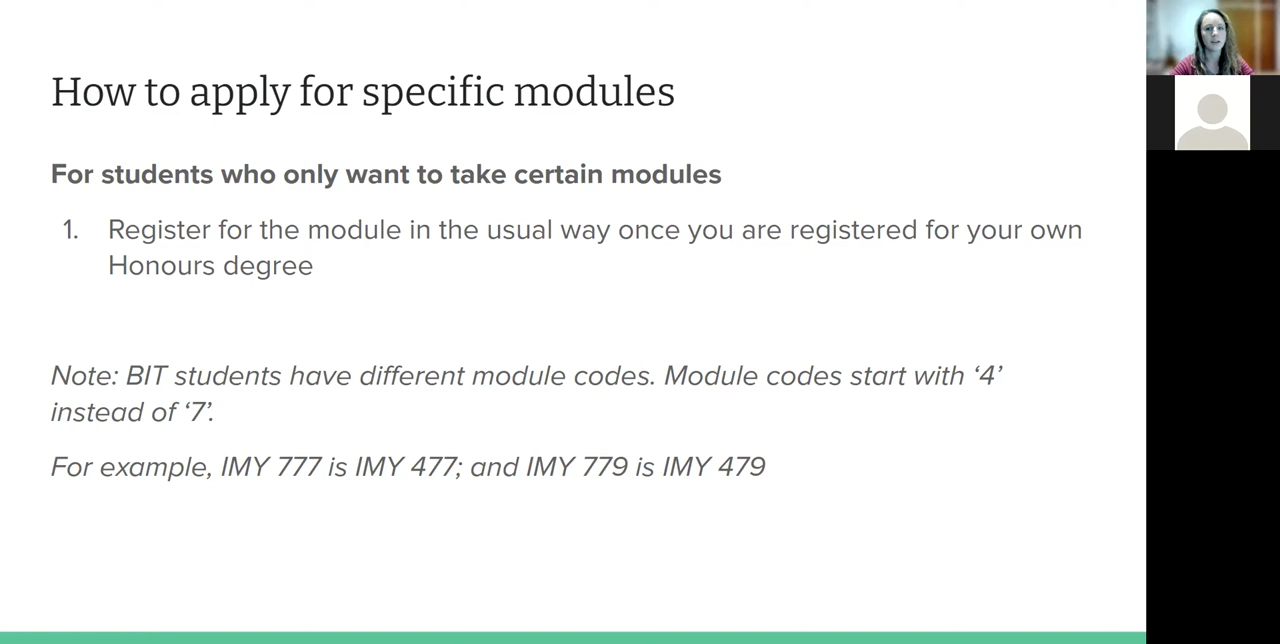 How to apply for specific modules
For students who only want to take certain modules
1. Register for the module in the usual way once you are registered for your own
Honours degree
Note: BIT students have different module codes. Module codes start with ‘4’
instead of ‘7’.
For example, IMY 777 is IMY 477; and IMY 779 is IMY 479